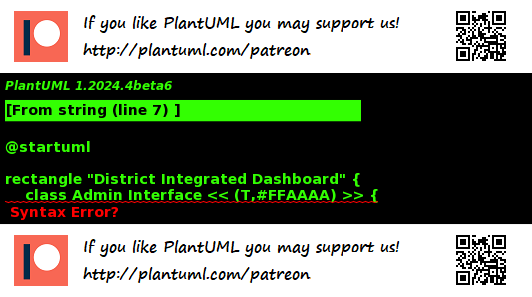 If you like PlantUML you may support us!
http://plantuml.com/patreon
PlantUML 1.2024.4beta6
[From string (line 7) ]
@startuml
rectangle "District Integrated Dashboard" {
class Admin Interface << (T,#FFAAAA) >> {
Syntax Error?
If you like PlantUML you may support us!
http://plantuml.com/patreon